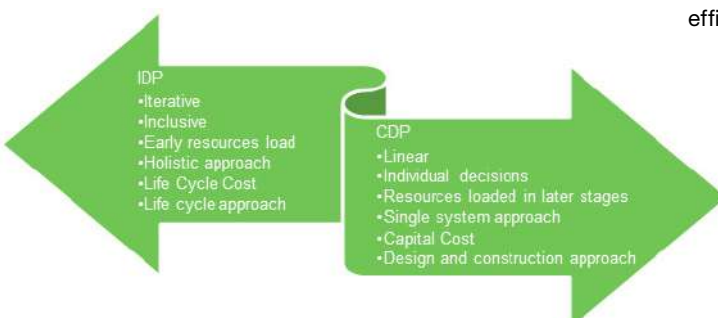 effi
IDP
•Iterative
•Inclusive
•Early resources load
•Holistic approach
•Life Cycle Cost
•Life cycle approach
CDP
•Linear
•Individual decisions
•Resources loaded in later stages
•Single system approach
•Capital Cost
•Design and construction approach